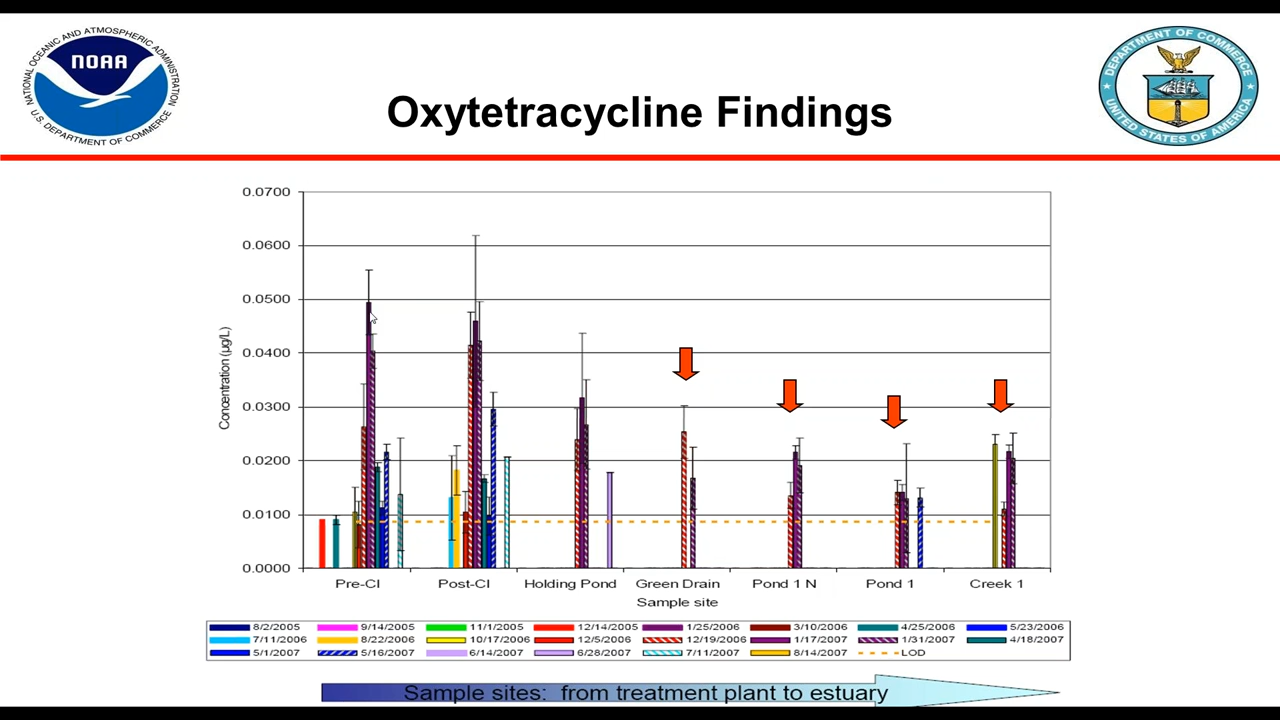 NATIONAL OCEANIC AND ATMOSPHERIC ADMINISTRATION
NOAA
U.S. DEPARTMENT OF COMMERCE
DEPARTMENT OF COMMERCE
UNITED STATES OF AMERICA
Oxytetracycline Findings
0.0700
0.0600
0.0500
0.0400
0.0300
0.0200
0.0100
0.0000
Concentration (µg/L)
Pre-Cl Post-Cl Holding Pond Green Drain Pond 1 N Pond 1 Creek 1
Sample site
8/2/2005 9/14/2005 11/1/2005 12/14/2005 1/25/2006 3/10/2006 4/25/2006 5/23/2006
7/11/2006 8/22/2006 10/17/2006 12/5/2006 12/19/2006 1/17/2007 1/31/2007 4/18/2007
5/1/2007 5/16/2007 6/14/2007 6/28/2007 7/11/2007 8/14/2007 LOD
Sample sites: from treatment plant to estuary